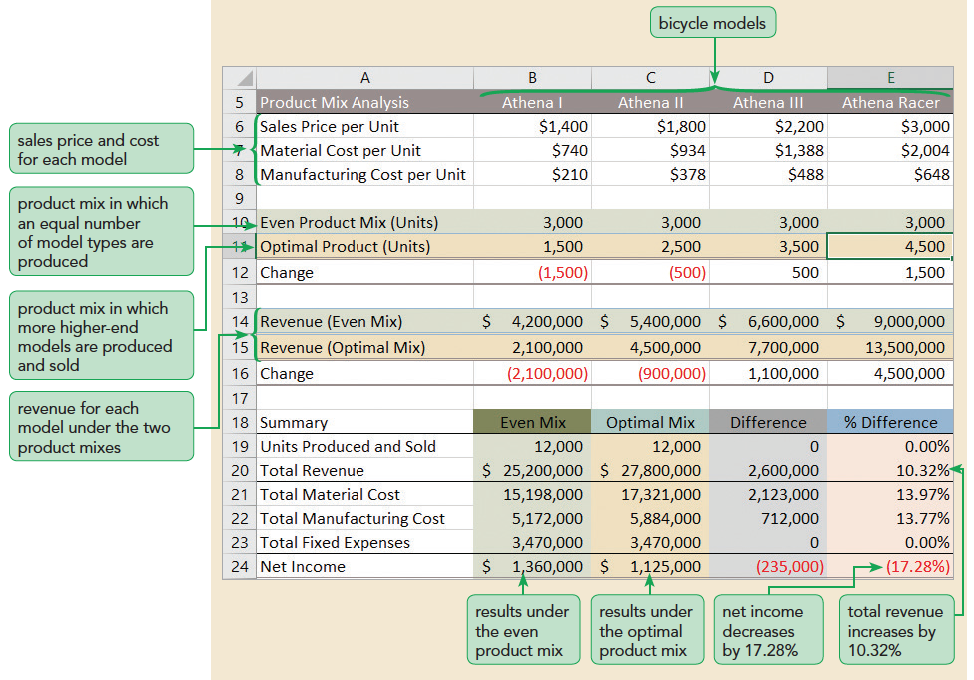 bicycle models
A B C D E
5 Product Mix Analysis Athena I Athena II Athena III Athena Racer
6 Sales Price per Unit $1,400 $1,800 $2,200 $3,000
7 Material Cost per Unit $740 $934 $1,388 $2,004
8 Manufacturing Cost per Unit $210 $378 $488 $648
9
10 Even Product Mix (Units) 3,000 3,000 3,000 3,000
11 Optimal Product (Units) 1,500 2,500 3,500 4,500
12 Change (1,500) (500) 500 1,500
13
14 Revenue (Even Mix) $ 4,200,000 $ 5,400,000 $ 6,600,000 $ 9,000,000
15 Revenue (Optimal Mix) 2,100,000 4,500,000 7,700,000 13,500,000
16 Change (2,100,000) (900,000) 1,100,000 4,500,000
17
18 Summary Even Mix Optimal Mix Difference % Difference
19 Units Produced and Sold 12,000 12,000 0 0.00%
20 Total Revenue $ 25,200,000 $ 27,800,000 2,600,000 10.32%
21 Total Material Cost 15,198,000 17,321,000 2,123,000 13.97%
22 Total Manufacturing Cost 5,172,000 5,884,000 712,000 13.77%
23 Total Fixed Expenses 3,470,000 3,470,000 0 0.00%
24 Net Income $ 1,360,000 $ 1,125,000 (235,000) (17.28%)
sales price and cost
for each model
product mix in which
an equal number
of model types are
produced
product mix in which
more higher-end
models are produced
and sold
revenue for each
model under the two
product mixes
results under
the even
product mix
results under
the optimal
product mix
net income
decreases
by 17.28%
total revenue
increases by
10.32%